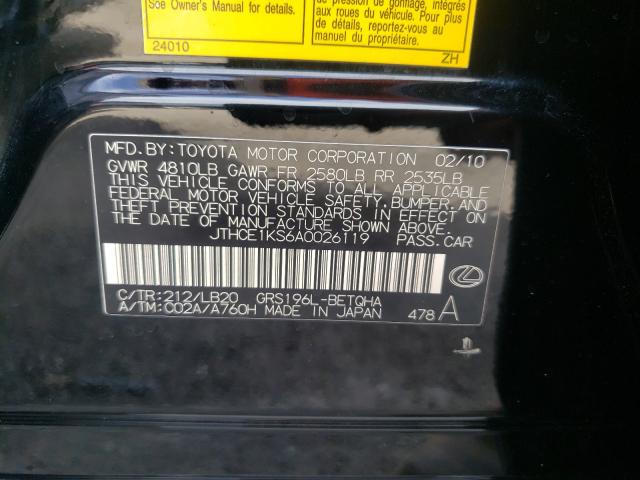 See Owner's Manual for details.
24010
de pression de gonflage, intégrés
aux roues du véhicule. Pour plus
de renseignements, reportez-vous au
manuel du propriétaire.
ZH
MFD.BY:TOYOTA MOTOR CORPORATION 02/10
GVWR 4810LB GAWR FR 2580LB RR 2535LB
THIS VEHICLE CONFORMS TO ALL APPLICABLE
FEDERAL MOTOR VEHICLE SAFETY,BUMPER,AND
THEFT PREVENTION STANDARDS IN EFFECT ON
THE DATE OF MANUFACTURE SHOWN ABOVE.
JTHCE1KS6A0026119 PASS.CAR
C/TR:212/LB20 GRS196L-BETQHA
A/TM:C02A/A760H MADE IN JAPAN 478 A